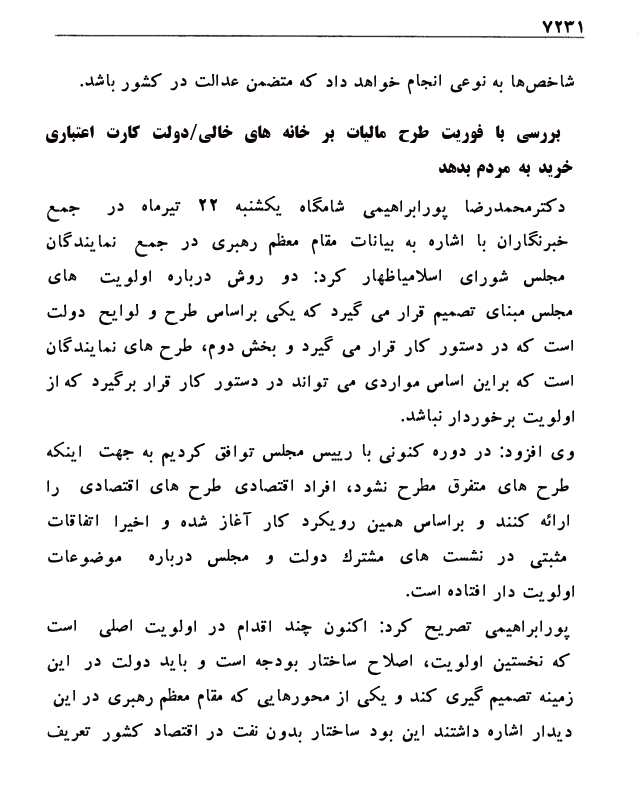 ۷۲۳۱
شاخص‌ها به نوعی انجام خواهد داد که متضمن عدالت در کشور باشد.
بررسی با فوریت طرح مالیات بر خانه های خالی/دولت کارت اعتباری
خرید به مردم بدهد
دکترمحمدرضا پورابراهیمی شامگاه یکشنبه ۲۲ تیرماه در جمع
خبرنگاران با اشاره به بیانات مقام معظم رهبری در جمع نمایندگان
مجلس شورای اسلامیاظهار کرد: دو روش درباره اولویت های
مجلس مبنای تصمیم قرار می گیرد که یکی براساس طرح و لوایح دولت
است که در دستور کار قرار می گیرد و بخش دوم، طرح های نمایندگان
است که براین اساس مواردی می تواند در دستور کار قرار برگیرد که از
اولویت برخوردار نباشد.
وی افزود: در دوره کنونی با رییس مجلس توافق کردیم به جهت اینکه
طرح های متفرق مطرح نشود، افراد اقتصادی طرح های اقتصادی را
ارائه کنند و براساس همین رویکرد کار آغاز شده و اخیرا اتفاقات
مثبتی در نشست های مشترك دولت و مجلس درباره موضوعات
اولویت دار افتاده است.
پورابراهیمی تصریح کرد: اکنون چند اقدام در اولویت اصلی است
که نخستین اولویت، اصلاح ساختار بودجه است و باید دولت در این
زمینه تصمیم گیری کند و یکی از محورهایی که مقام معظم رهبری در این
دیدار اشاره داشتند این بود ساختار بدون نفت در اقتصاد کشور تعریف